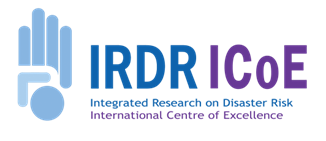 IRDR ICoE
Integrated Research on Disaster Risk
International Centre of Excellence